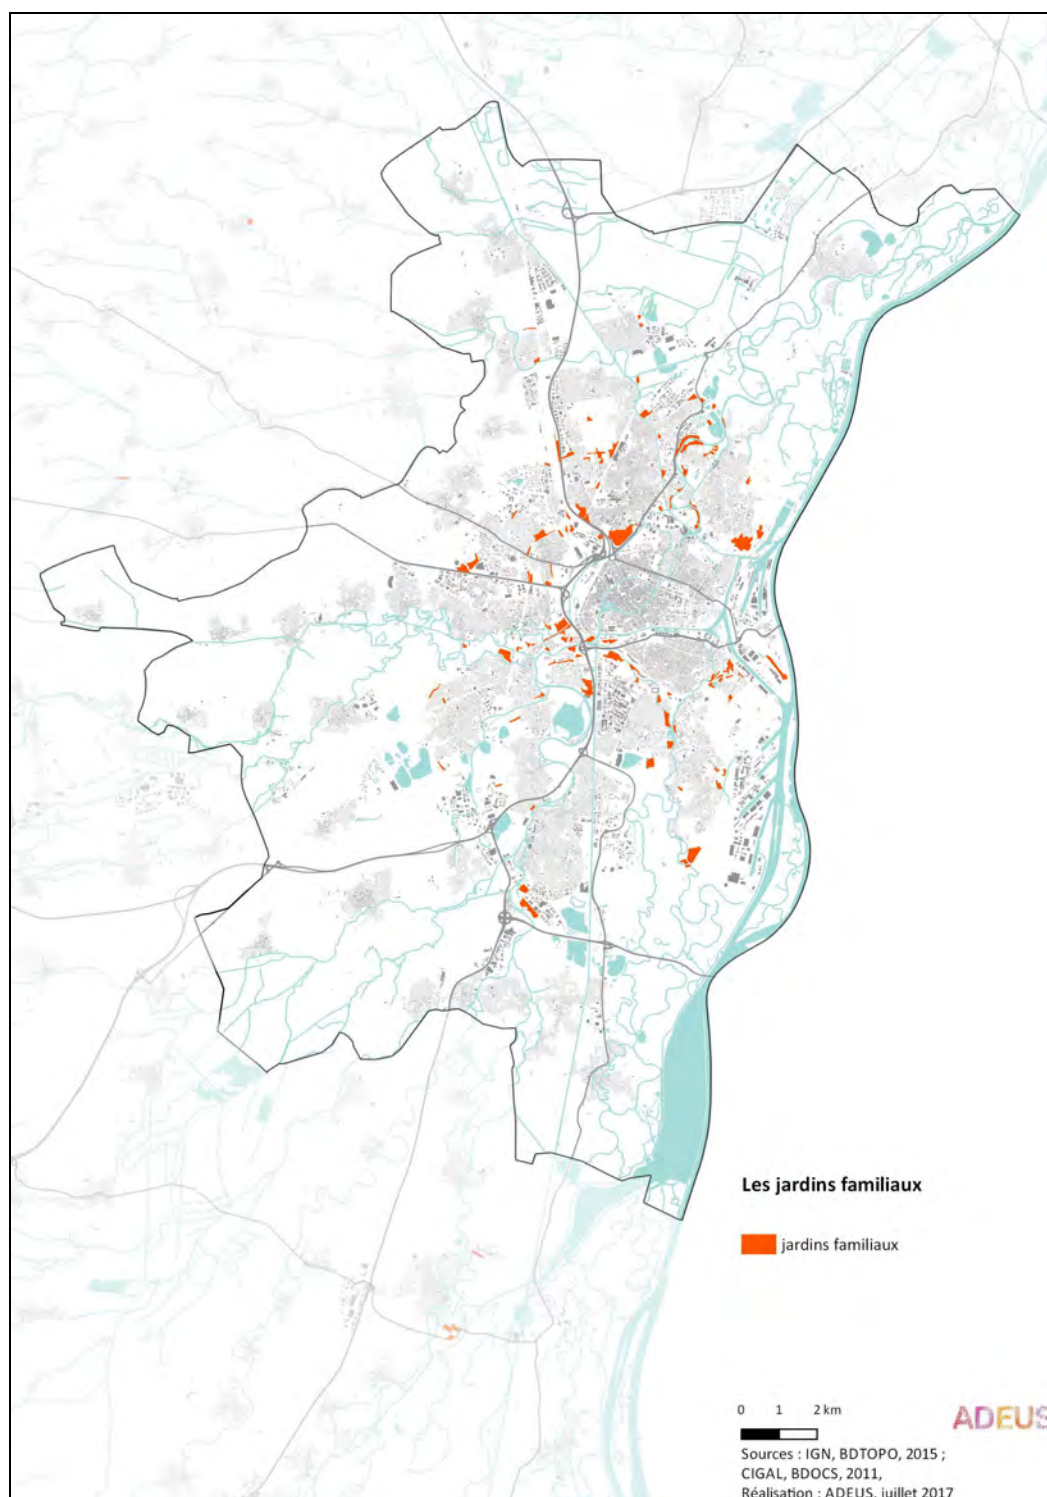 Les jardins familiaux
jardins familiaux
0 1 2 km
ADEUS
Sources : IGN, BDTOPO, 2015 ;
CIGAL, BDOCS, 2011,
Réalisation : ADEUS, juillet 2017